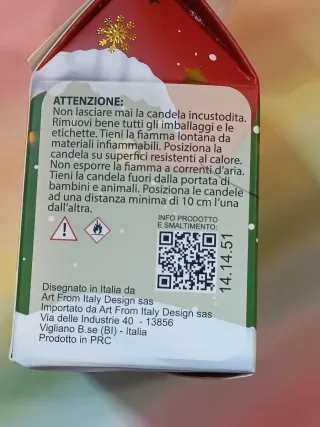 ATTENZIONE:
Non lasciare mai la candela incustodita.
Rimuovi bene tutti gli imballaggi e le
etichette. Tieni la fiamma lontana da
materiali infiammabili. Posiziona la
candela su superfici resistenti al calore.
Non esporre la fiamma a correnti d'aria.
Tieni la candela fuori dalla portata di
bambini e animali. Posiziona le candele
ad una distanza minima di 10 cm l'una
dall'altra.
INFO PRODOTTO
E SMALTIMENTO:
14.14.51
Disegnato in Italia da
Art From Italy Design sas
Importato da Art From Italy Design sas
Via delle Industrie 40 - 13856
Vigliano B.se (BI) - Italia
Prodotto in PRC